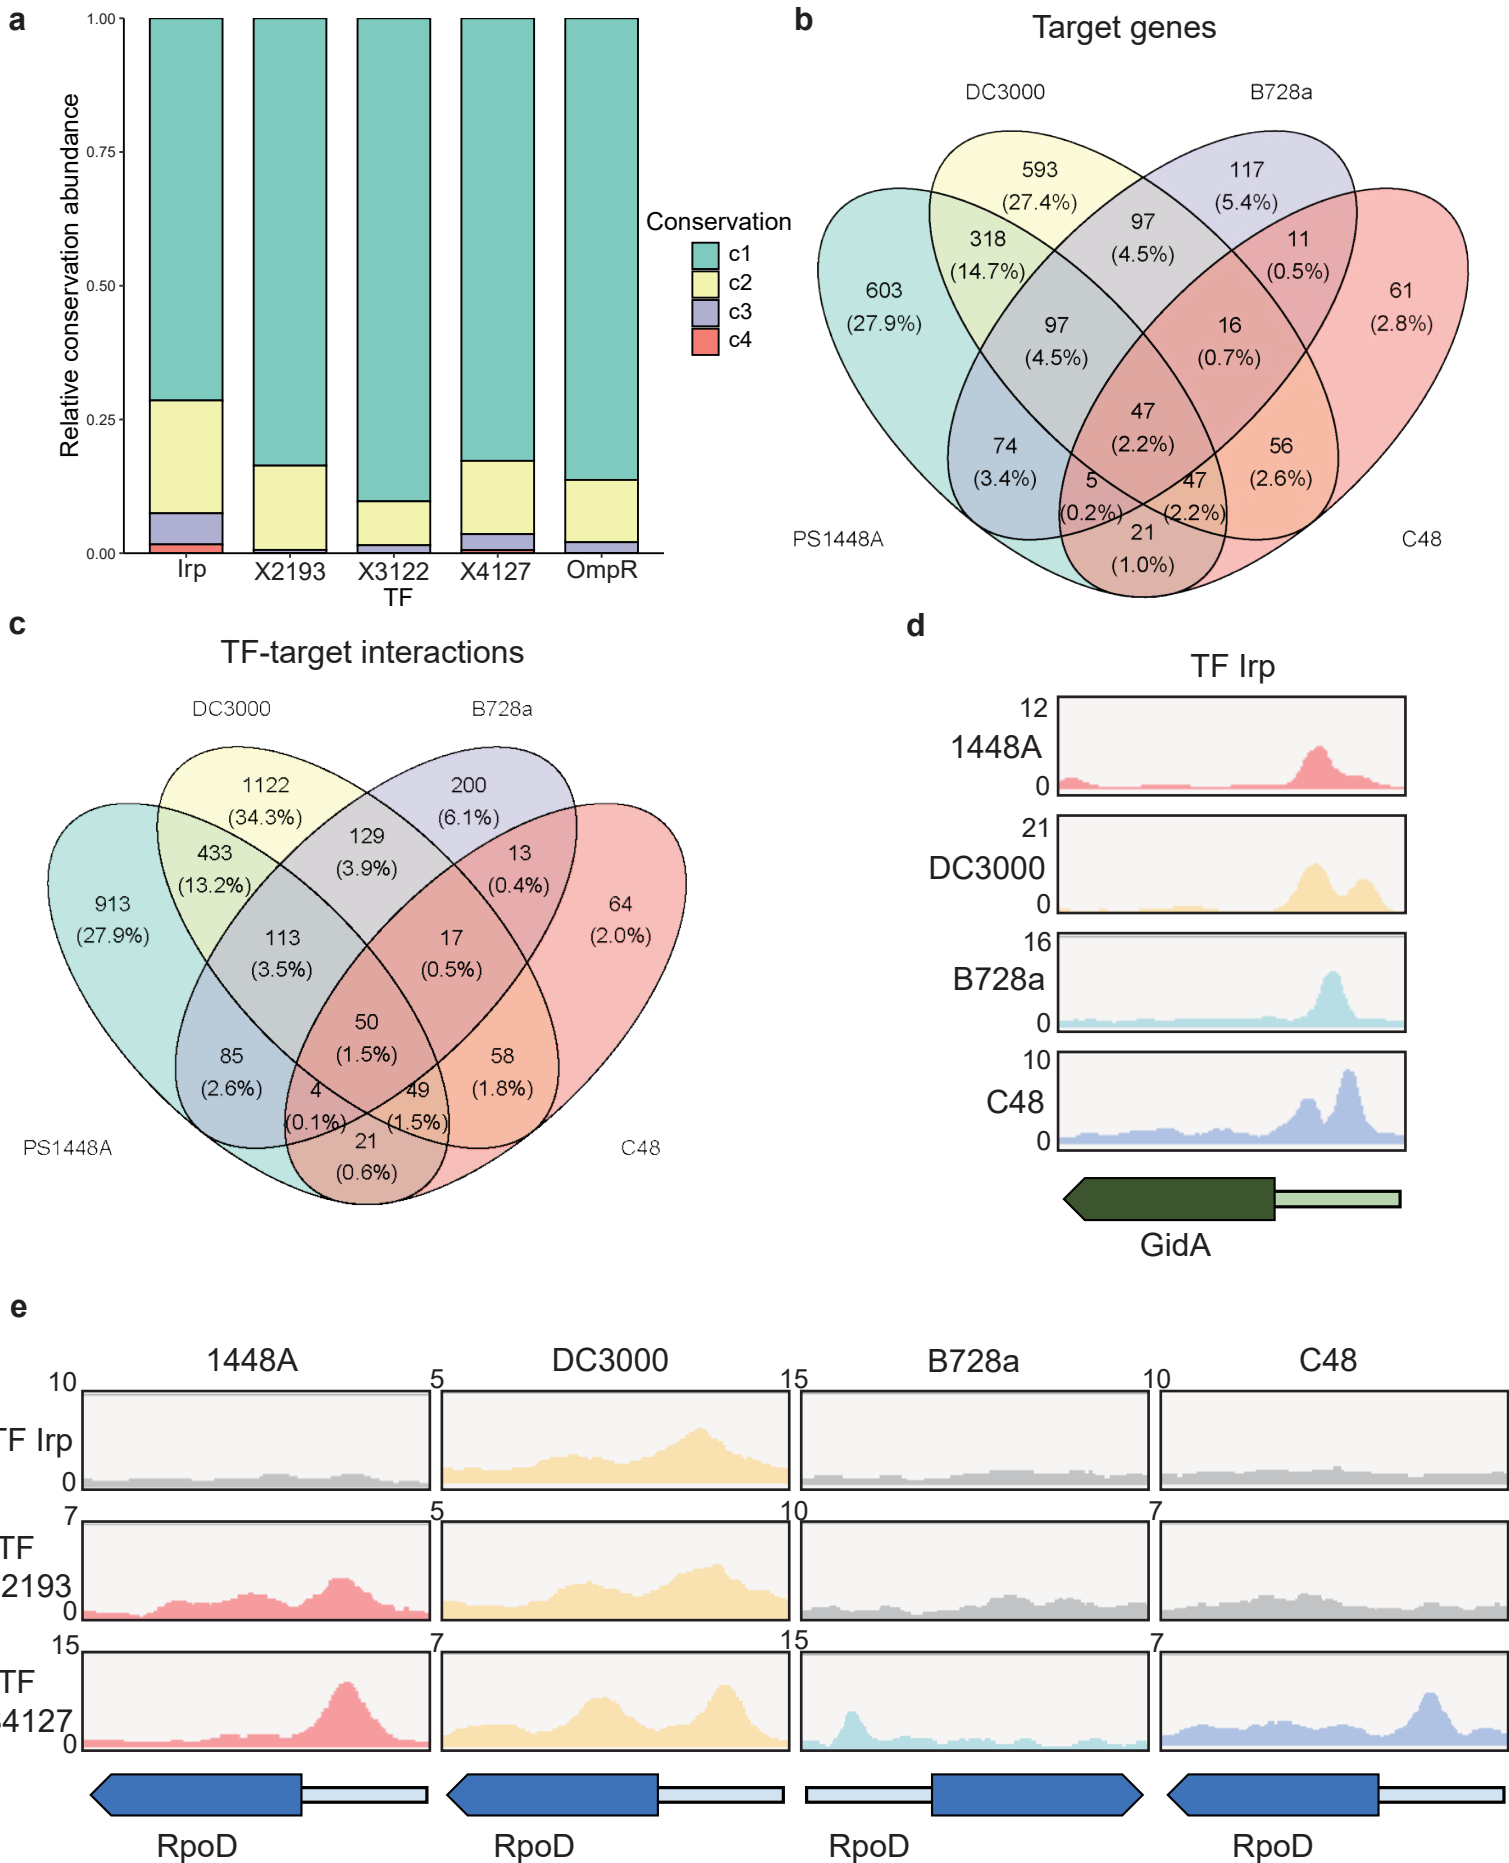 a
Relative conservation abundance
1.00
0.75
0.50
0.25
0.00
Irp
X2193
X3122
X4127
OmpR
TF
Conservation
c1
c2
c3
c4
b
Target genes
DC3000
B728a
PS1448A
C48
593
(27.4%)
117
(5.4%)
97
(4.5%)
318
(14.7%)
11
(0.5%)
603
(27.9%)
61
(2.8%)
97
(4.5%)
16
(0.7%)
47
(2.2%)
74
(3.4%)
56
(2.6%)
5
(0.2%)
47
(2.2%)
21
(1.0%)
c
TF-target interactions
DC3000
B728a
PS1448A
C48
1122
(34.3%)
200
(6.1%)
129
(3.9%)
433
(13.2%)
13
(0.4%)
913
(27.9%)
64
(2.0%)
113
(3.5%)
17
(0.5%)
50
(1.5%)
85
(2.6%)
58
(1.8%)
4
(0.1%)
49
(1.5%)
21
(0.6%)
d
TF Irp
12
1448A
0
21
DC3000
0
16
B728a
0
10
C48
0
GidA
e
1448A
DC3000
B728a
C48
10
5
15
10
TF Irp
0
7
5
10
7
TF
2193
0
15
7
15
7
TF
4127
0
RpoD
RpoD
RpoD
RpoD